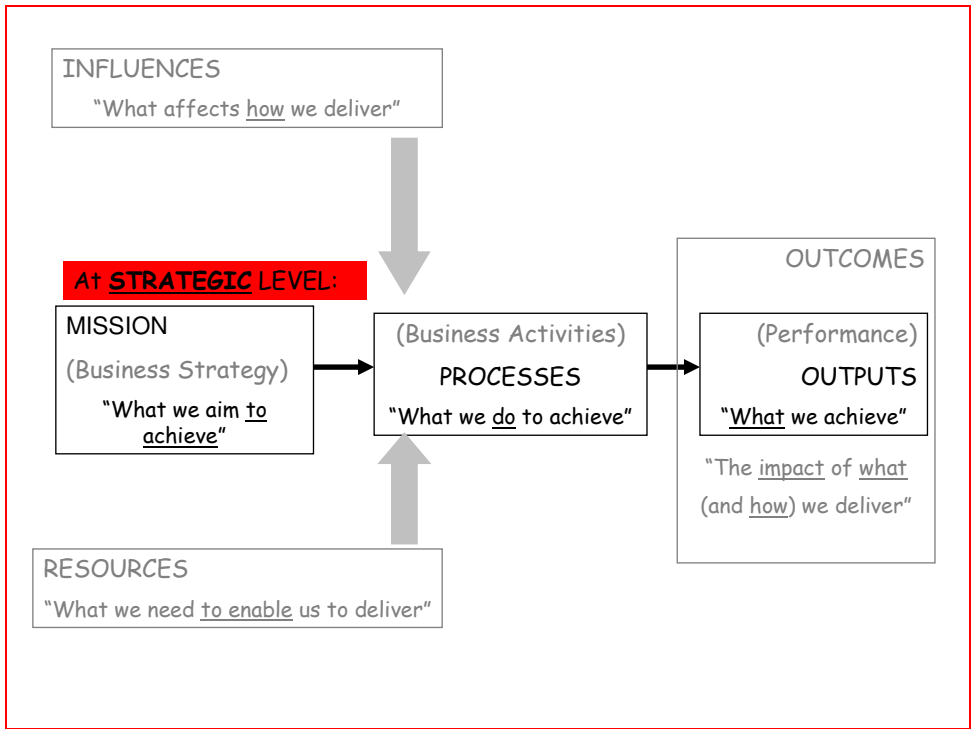 INFLUENCES
“What affects how we deliver”
At STRATEGIC LEVEL:
MISSION
(Business Strategy)
“What we aim to
achieve”
(Business Activities)
PROCESSES
“What we do to achieve”
OUTCOMES
(Performance)
OUTPUTS
“What we achieve”
“The impact of what
(and how) we deliver”
RESOURCES
“What we need to enable us to deliver”